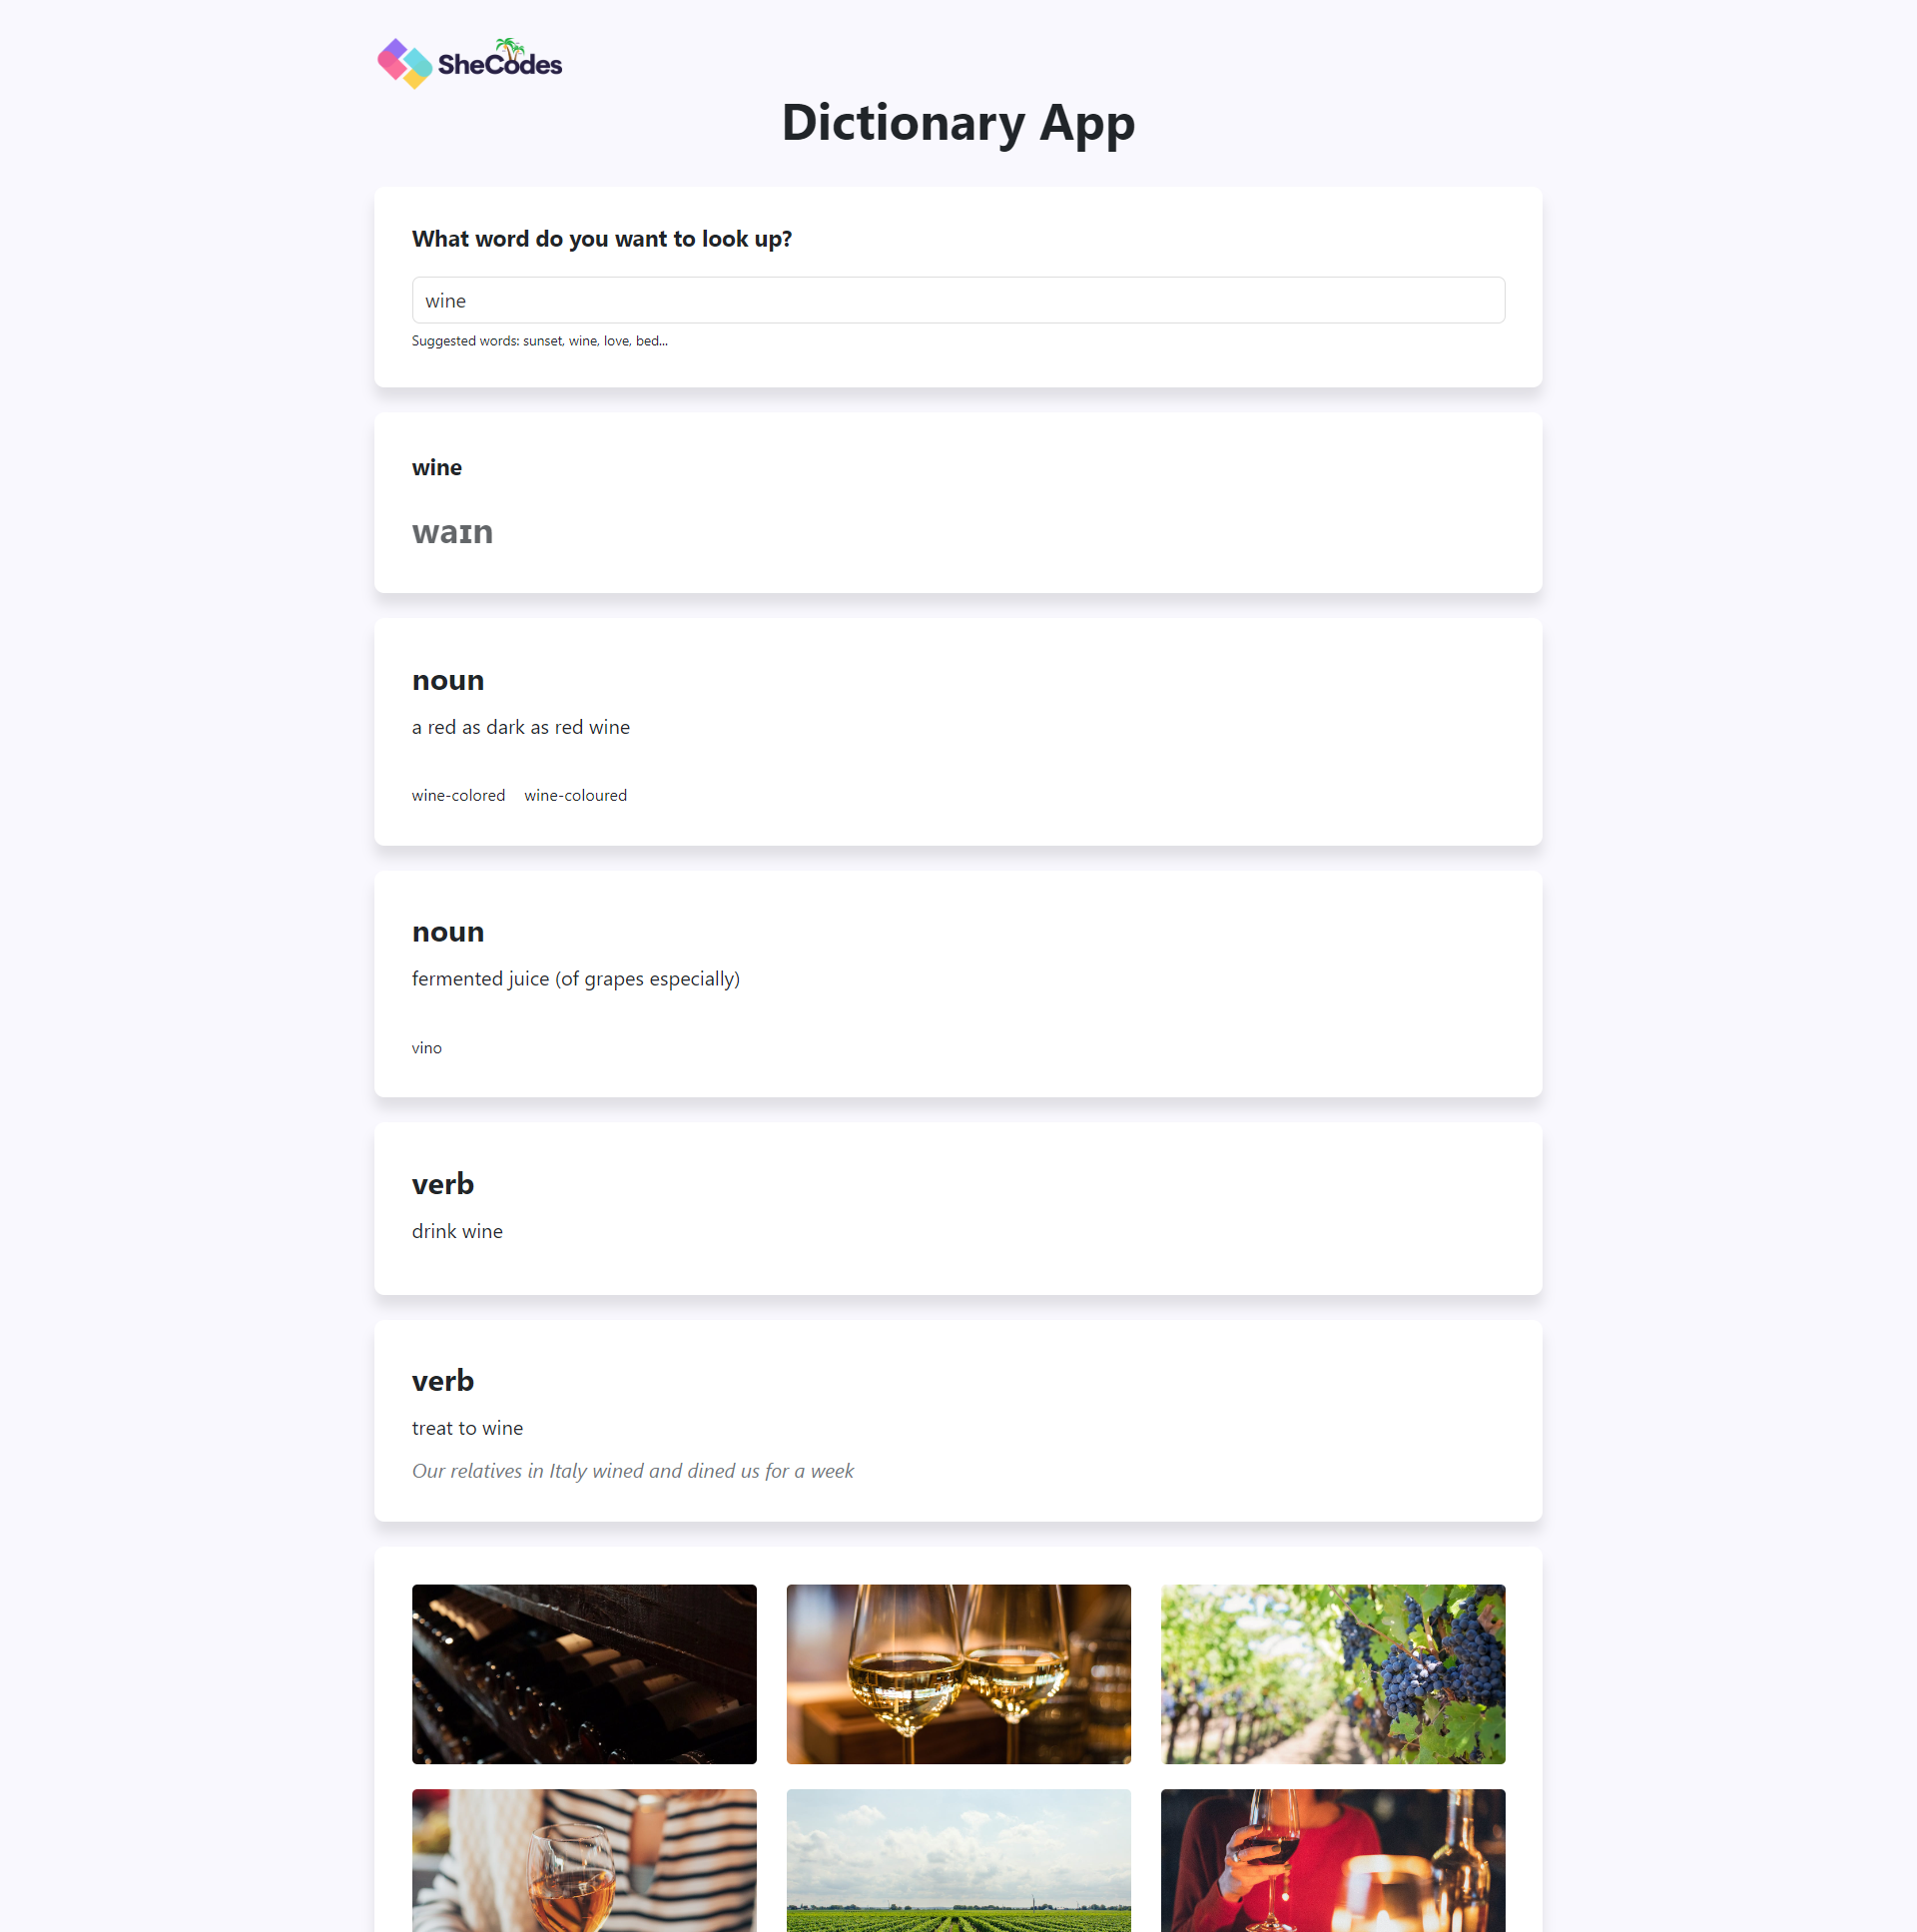 SheCodes
Dictionary App
What word do you want to look up?
wine
Suggested words: sunset, wine, love, bed...
wine
waɪn
noun
a red as dark as red wine
wine-colored wine-coloured
noun
fermented juice (of grapes especially)
vino
verb
drink wine
verb
treat to wine
Our relatives in Italy wined and dined us for a week